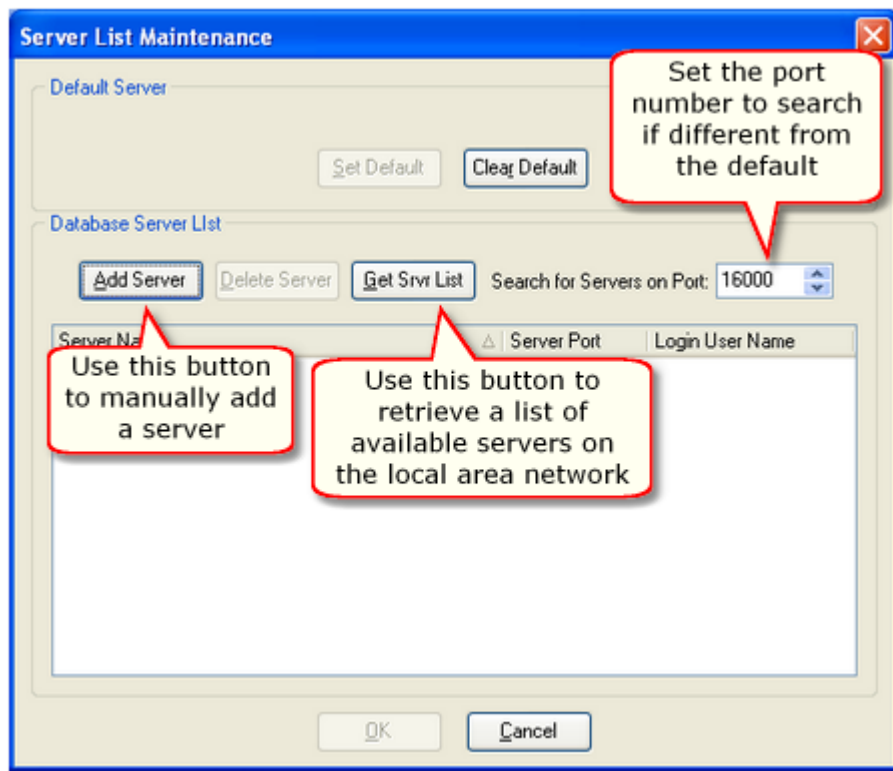 Server List Maintenance
Default Server
Set the port
number to search
if different from
the default
Set Default
Clear Default
Database Server LIst
Add Server
Delete Server
Get Srvr List
Search for Servers on Port:
16000
Server Na
Server Port
Login User Name
Use this button
to manually add
a server
Use this button to
retrieve a list of
available servers on
the local area network
OK
Cancel